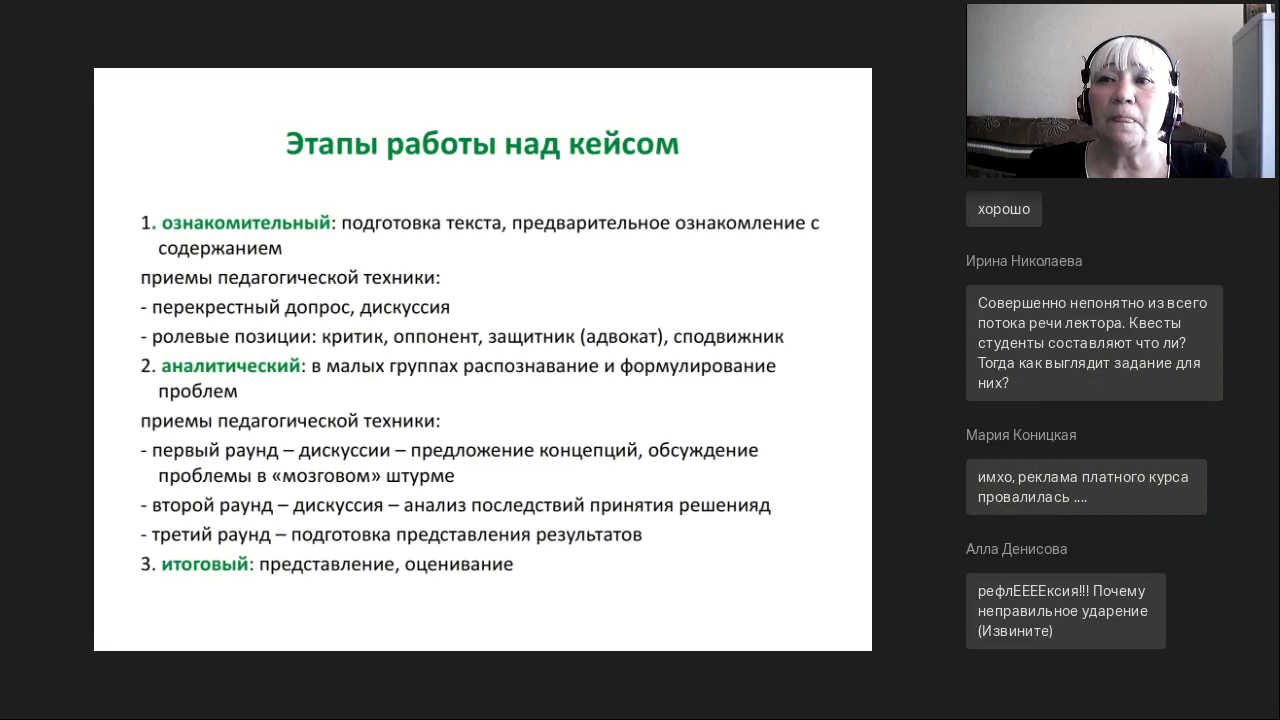 Этапы работы над кейсом
1. ознакомительный: подготовка текста, предварительное ознакомление с
содержанием
приемы педагогической техники:
- перекрестный допрос, дискуссия
- ролевые позиции: критик, оппонент, защитник (адвокат), сподвижник
2. аналитический: в малых группах распознавание и формулирование
проблем
приемы педагогической техники:
- первый раунд – дискуссии – предложение концепций, обсуждение
проблемы в «мозговом» штурме
- второй раунд – дискуссия – анализ последствий принятия решенияд
- третий раунд – подготовка представления результатов
3. итоговый: представление, оценивание
хорошо
Ирина Николаева
Совершенно непонятно из всего
потока речи лектора. Квесты
студенты составляют что ли?
Тогда как выглядит задание для
них?
Мария Коницкая
имхо, реклама платного курса
провалилась ....
Алла Денисова
рефлЕЕЕЕксия!!! Почему
неправильное ударение
(Извините)